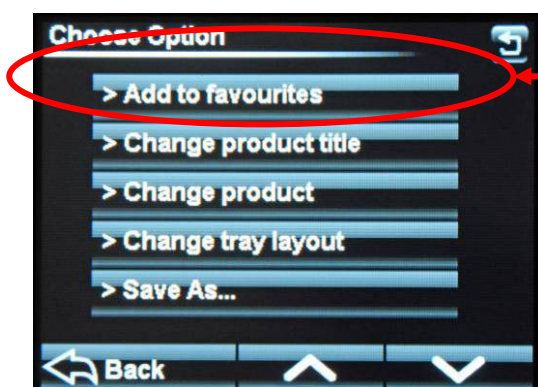 Choose Option
> Add to favourites
> Change product title
> Change product
> Change tray layout
> Save As...
Back